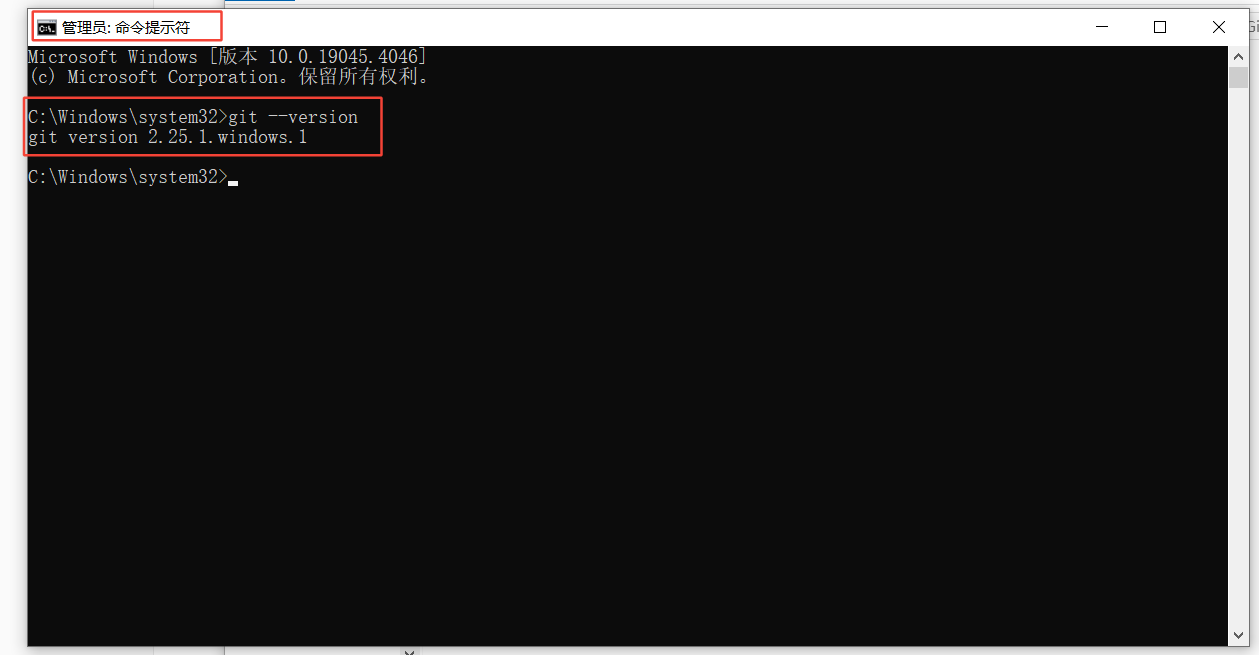 管理员: 命令提示符
Microsoft Windows [版本 10.0.19045.4046]
(c) Microsoft Corporation。保留所有权利。
C:\Windows\system32>git --version
git version 2.25.1.windows.1
C:\Windows\system32>